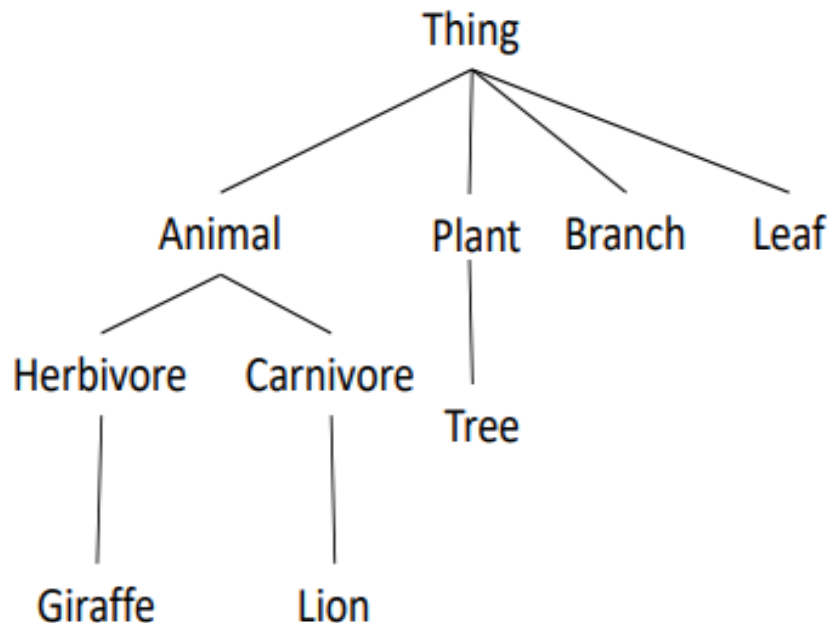 Thing
Animal Plant Branch Leaf
Herbivore Carnivore
Tree
Giraffe Lion